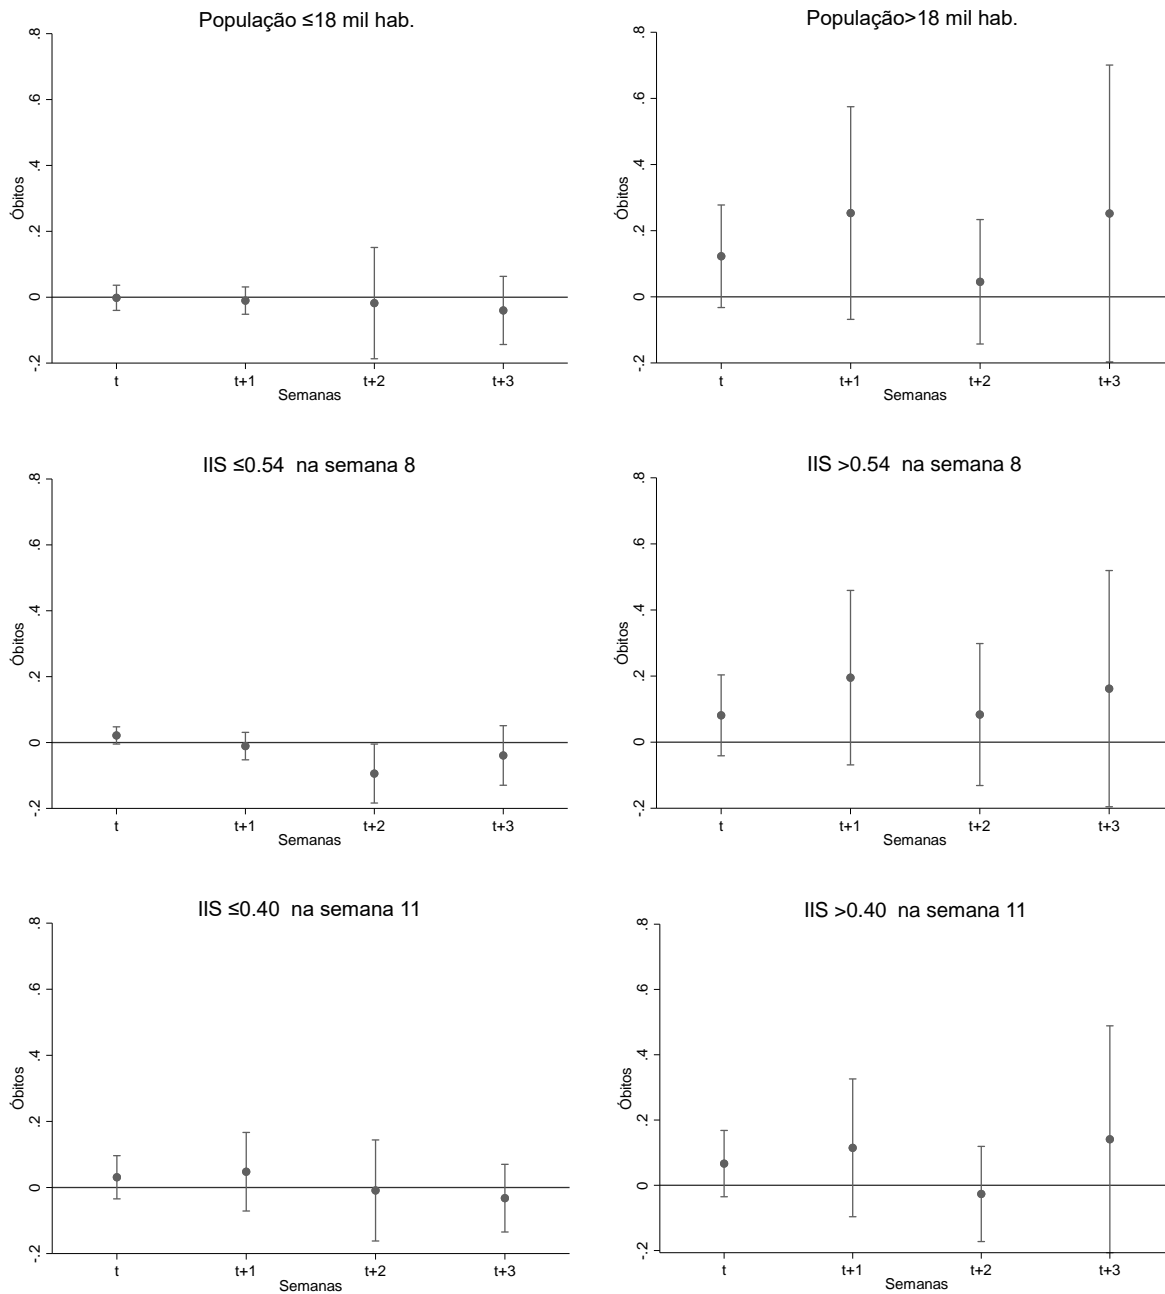 População ≤18 mil hab.
.8
.6
.4
.2
0
-.2
Óbitos
t
t+1
t+2
t+3
Semanas
População>18 mil hab.
.8
.6
.4
.2
0
-.2
Óbitos
t
t+1
t+2
t+3
Semanas
IIS ≤0.54 na semana 8
.8
.6
.4
.2
0
-.2
Óbitos
t
t+1
t+2
t+3
Semanas
IIS >0.54 na semana 8
.8
.6
.4
.2
0
-.2
Óbitos
t
t+1
t+2
t+3
Semanas
IIS ≤0.40 na semana 11
.8
.6
.4
.2
0
-.2
Óbitos
t
t+1
t+2
t+3
Semanas
IIS >0.40 na semana 11
.8
.6
.4
.2
0
-.2
Óbitos
t
t+1
t+2
t+3
Semanas